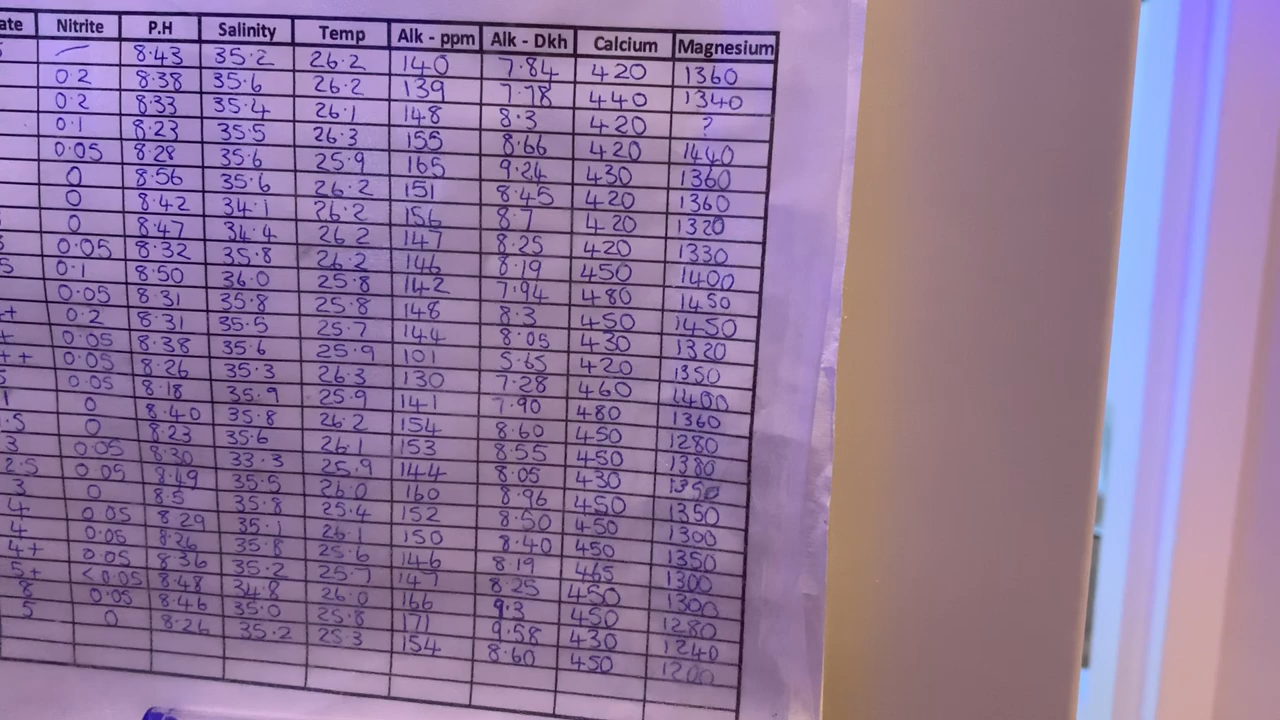 ate Nitrite P.H Salinity Temp Alk - ppm Alk - Dkh Calcium Magnesium
— 8.43 35.2 26.2 140 7.84 420 1360
0.2 8.38 35.6 26.2 139 7.78 440 1340
0.2 8.33 35.4 26.1 148 8.3 420 ?
0.1 8.23 35.5 26.3 155 8.66 420 1440
0.05 8.28 35.6 25.9 165 9.24 430 1360
0 8.56 35.6 26.2 151 8.45 420 1360
0 8.42 34.1 26.2 156 8.7 420 1320
0 8.47 34.4 26.2 147 8.25 420 1330
0.05 8.32 35.8 26.2 146 8.19 450 1400
0.1 8.50 36.0 25.8 142 7.94 480 1450
0.05 8.31 35.8 25.8 148 8.3 450 1450
0.2 8.31 35.5 25.7 144 8.05 430 1320
0.05 8.38 35.6 25.9 101 5.65 420 1350
++ 0.05 8.26 35.3 26.3 130 7.28 460 1400
0.05 8.18 35.9 25.9 141 7.90 480 1360
0 8.40 35.8 26.2 154 8.60 450 1280
.5 0 8.23 35.6 26.1 153 8.55 450 1380
3 0.05 8.30 33.3 25.9 144 8.05 430 1350
2.5 0.05 8.49 35.5 26.0 160 8.96 450 1350
3 0 8.5 35.8 25.4 152 8.50 450 1300
4 0.05 8.29 35.1 26.1 150 8.40 450 1350
4 0.05 8.26 35.8 25.6 146 8.19 465 1300
4+ 0.05 8.36 35.2 25.7 147 8.25 450 1300
5+ <0.05 8.48 34.8 26.0 166 9.3 450 1280
8 0.05 8.46 35.0 25.8 171 9.58 430 1240
5 0 8.26 35.2 25.3 154 8.60 450 1200